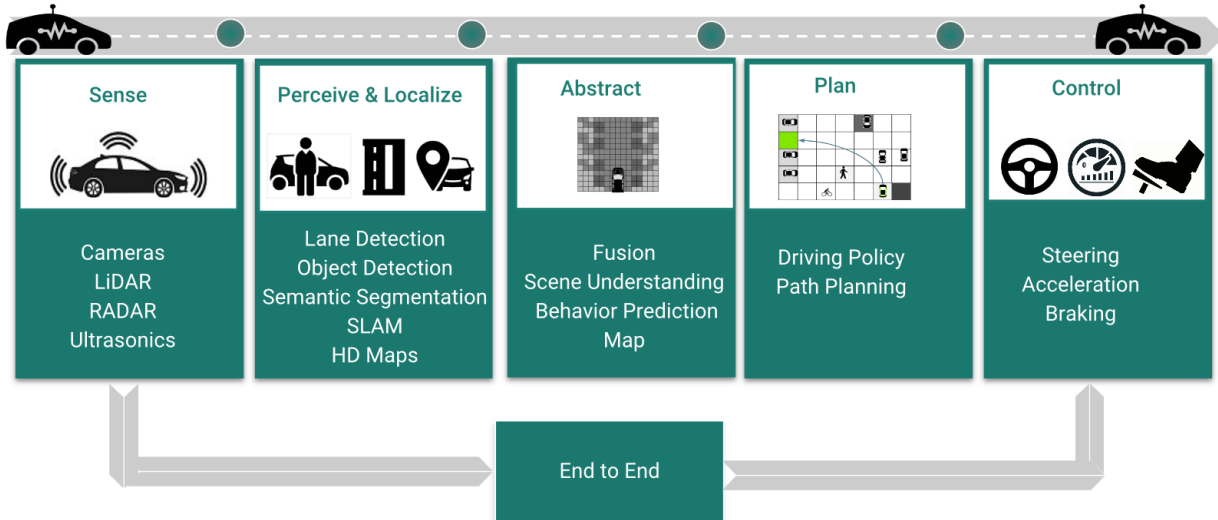 Sense
Cameras
LiDAR
RADAR
Ultrasonics
Perceive & Localize
Lane Detection
Object Detection
Semantic Segmentation
SLAM
HD Maps
Abstract
Fusion
Scene Understanding
Behavior Prediction
Map
Plan
Driving Policy
Path Planning
Control
Steering
Acceleration
Braking
End to End